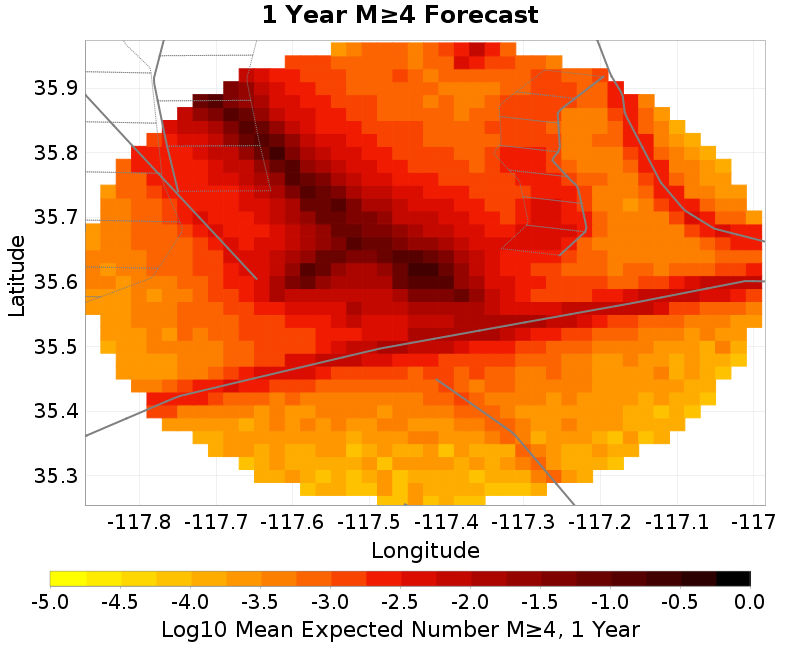 1 Year M≥4 Forecast
35.9
35.8
35.7
35.6
35.5
35.4
35.3
Latitude
-117.8 -117.7 -117.6 -117.5 -117.4 -117.3 -117.2 -117.1 -117
Longitude
-5.0 -4.5 -4.0 -3.5 -3.0 -2.5 -2.0 -1.5 -1.0 -0.5 0.0
Log10 Mean Expected Number M≥4, 1 Year